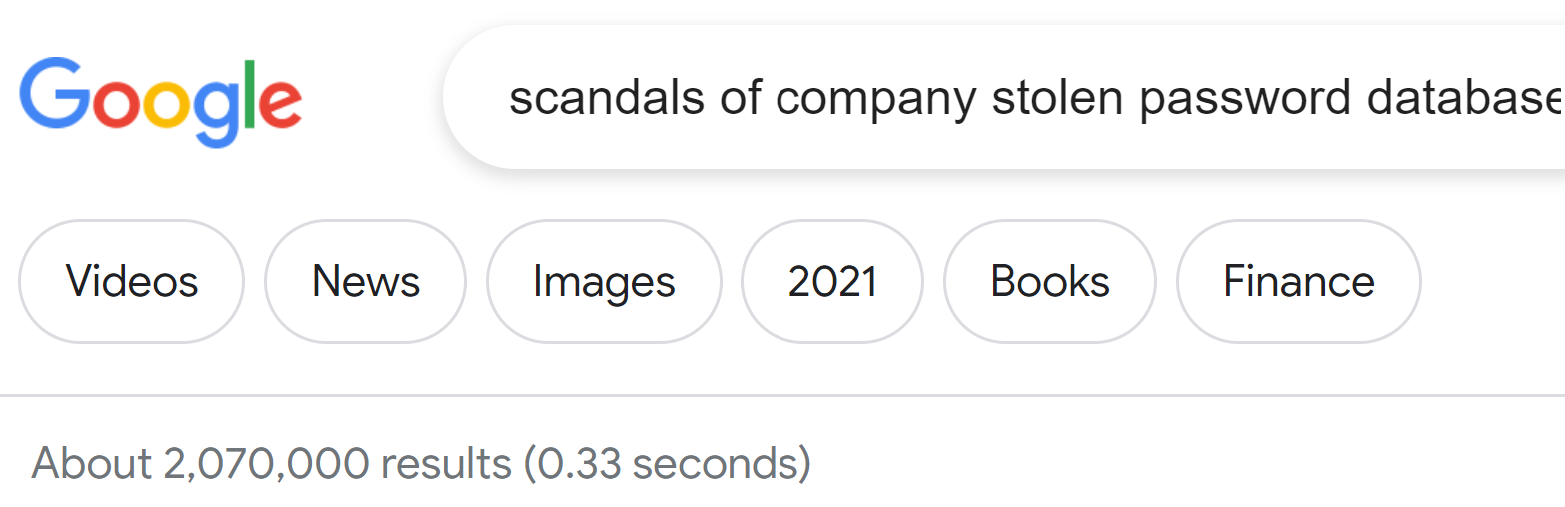 Google scandals of company stolen password database
Videos News Images 2021 Books Finance
About 2,070,000 results (0.33 seconds)